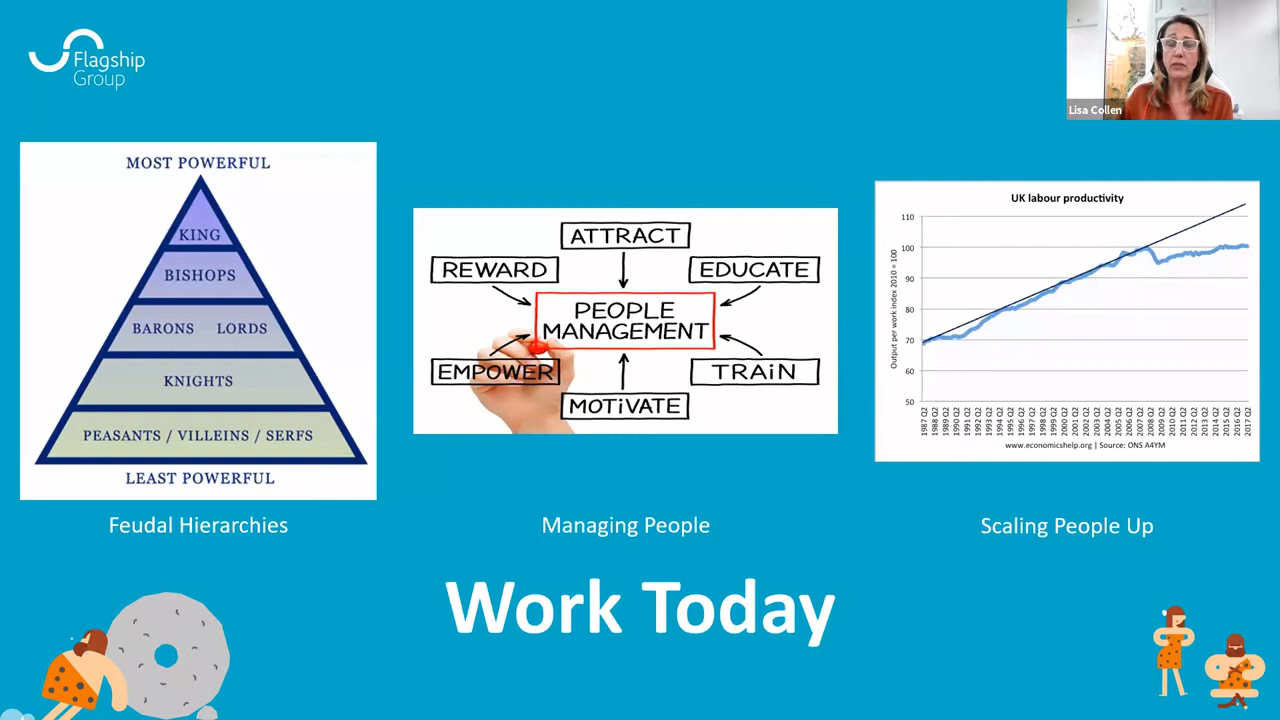 Flagship
Group
Lisa Collen
MOST POWERFUL
KING
BISHOPS
BARONS LORDS
KNIGHTS
PEASANTS / VILLEINS / SERFS
LEAST POWERFUL
Feudal Hierarchies
ATTRACT
REWARD
EDUCATE
PEOPLE
MANAGEMENT
EMPOWER
TRAiN
MOTiVATE
Managing People
UK labour productivity
Output per work index 2010 = 100
110
100
90
80
70
60
50
1987 Q2
1988 Q2
1989 Q2
1990 Q2
1991 Q2
1992 Q2
1993 Q2
1994 Q2
1995 Q2
1996 Q2
1997 Q2
1998 Q2
1999 Q2
2000 Q2
2001 Q2
2002 Q2
2003 Q2
2004 Q2
2005 Q2
2006 Q2
2007 Q2
2008 Q2
2009 Q2
2010 Q2
2011 Q2
2012 Q2
2013 Q2
2014 Q2
2015 Q2
2016 Q2
2017 Q2
www.economicshelp.org | Source: ONS A4YM
Scaling People Up
Work Today